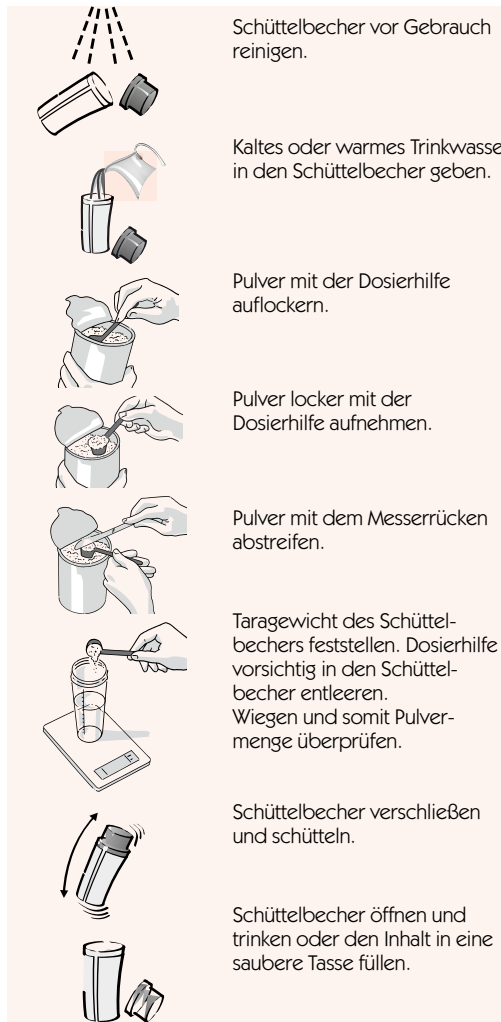 Schüttelbecher vor Gebrauch
reinigen.
Kaltes oder warmes Trinkwasse
in den Schüttelbecher geben.
Pulver mit der Dosierhilfe
auflockern.
Pulver locker mit der
Dosierhilfe aufnehmen.
Pulver mit dem Messerrücken
abstreifen.
Taragewicht des Schüttel-
bechers feststellen. Dosierhilfe
vorsichtig in den Schüttel-
becher entleeren.
Wiegen und somit Pulver-
menge überprüfen.
Schüttelbecher verschließen
und schütteln.
Schüttelbecher öffnen und
trinken oder den Inhalt in eine
saubere Tasse füllen.